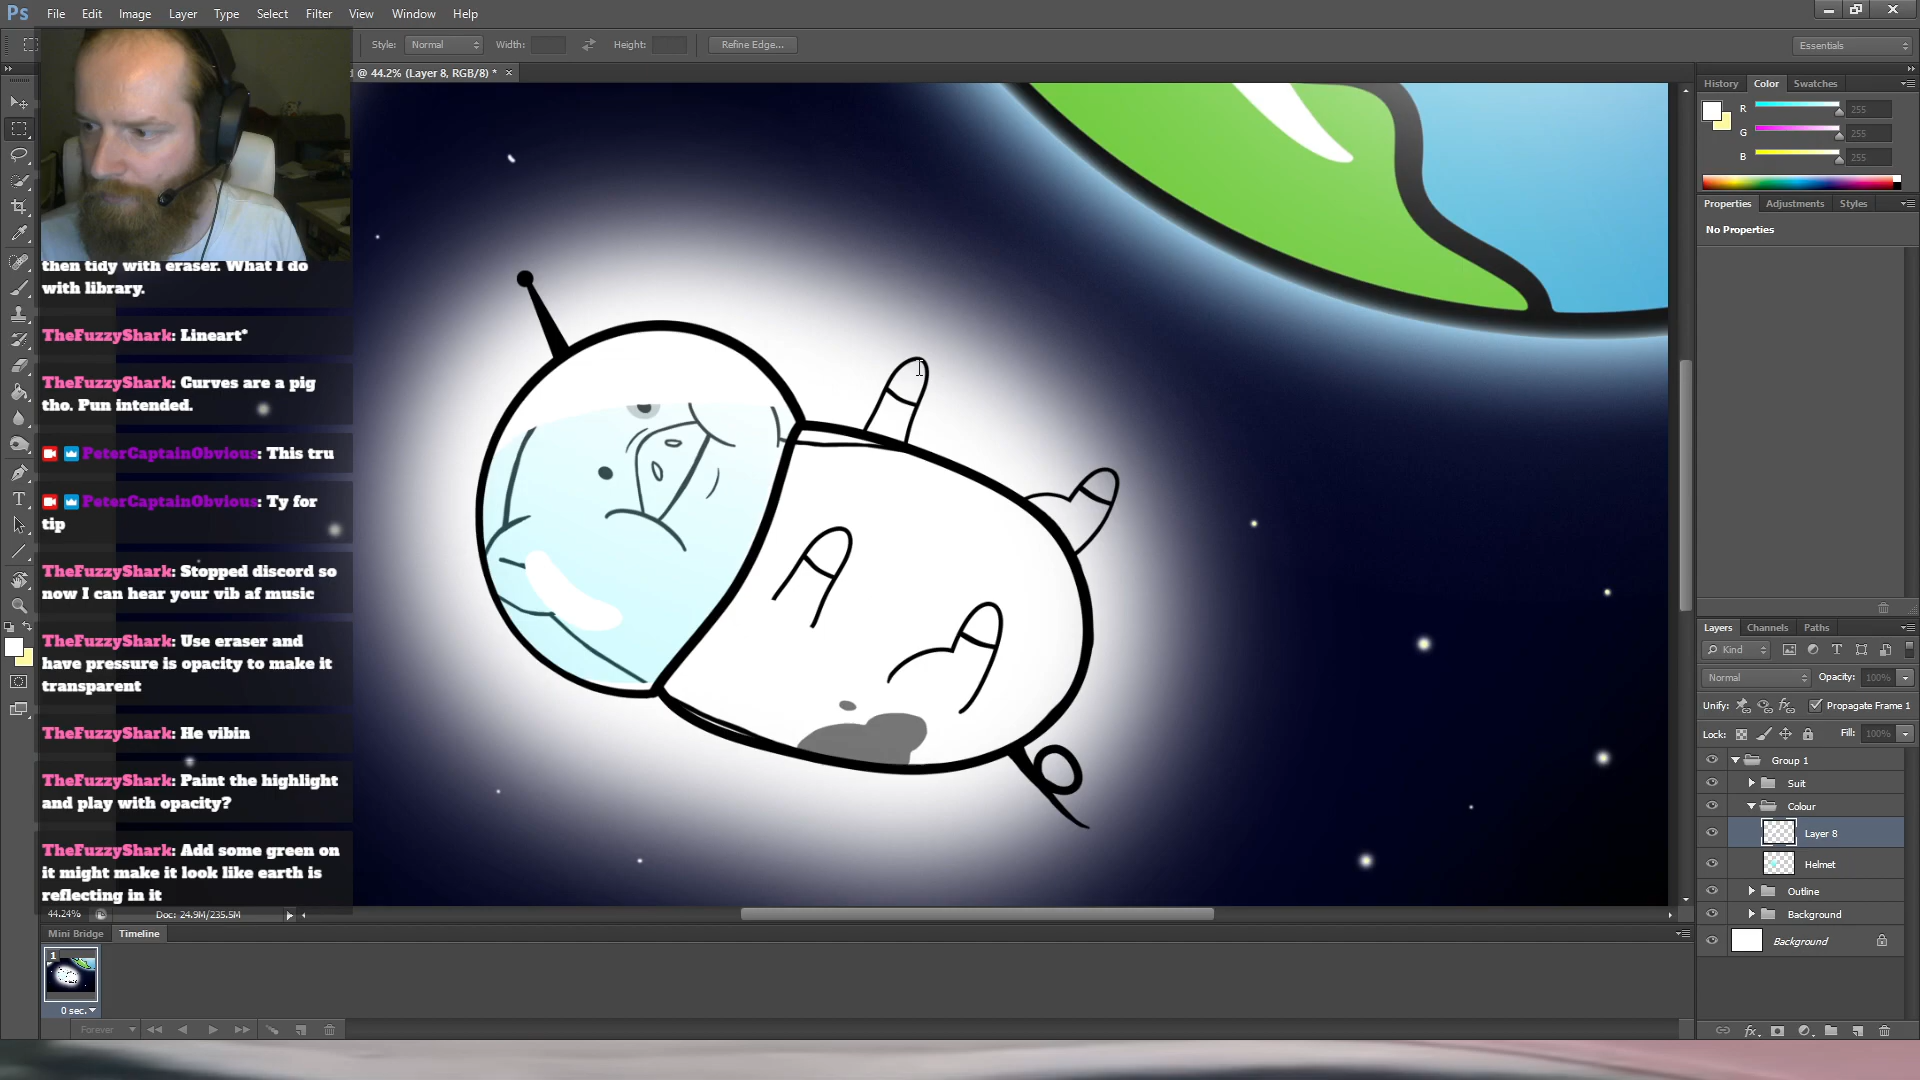 Ps File Edit Image Layer Type Select Filter View Window Help
Style: Normal Width: Height: Refine Edge... Essentials
@ 44.2% (Layer 8, RGB/8) * ×
then tidy with eraser. What I do
with library.
TheFuzzyShark: Lineart*
TheFuzzyShark: Curves are a pig
tho. Pun intended.
PeterCaptainObvious: This tru
PeterCaptainObvious: Ty for
tip
TheFuzzyShark: Stopped discord so
now I can hear your vib af music
TheFuzzyShark: Use eraser and
have pressure is opacity to make it
transparent
TheFuzzyShark: He vibin
TheFuzzyShark: Paint the highlight
and play with opacity?
TheFuzzyShark: Add some green on
it might make it look like earth is
reflecting in it
44.24% Doc: 24.9M/235.5M
Mini Bridge Timeline
1
0 sec.
Forever
History Color Swatches
R 255
G 255
B 255
Properties Adjustments Styles
No Properties
Layers Channels Paths
Kind
Normal Opacity: 100%
Unify: Propagate Frame 1
Lock: Fill: 100%
Group 1
Suit
Colour
Layer 8
Helmet
Outline
Background
Background